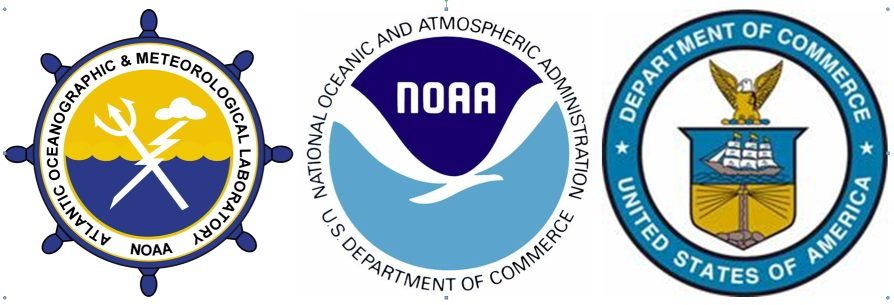 ATLANTIC OCEANOGRAPHIC & METEOROLOGICAL LABORATORY
NOAA
NATIONAL OCEANIC AND ATMOSPHERIC ADMINISTRATION
NOAA
U.S. DEPARTMENT OF COMMERCE
DEPARTMENT OF COMMERCE
UNITED STATES OF AMERICA